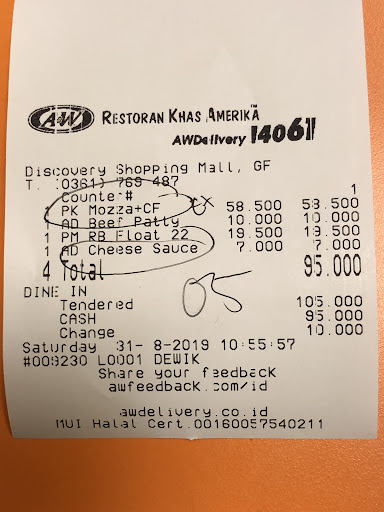 A&W RESTORAN KHAS AMERIKA™
AWDelivery 14061
Discovery Shopping Mall, GF
T. (0361) 769 487
Counter# 1
PK Mozza+CF 58.500 58.500
AD Beef Patty 10.000 10.000
1 PM RB Float 22 19.500 19.500
1 AD Cheese Sauce 7.000 7.000
4 Total 95.000
05
DINE IN
Tendered 105.000
CASH 95.000
Change 10.000
Saturday 31- 8-2019 10:55:57
#009230 L0001 DEWIK
Share your feedback
awfeedback.com/id
awdelivery.co.id
MUI Halal Cert.00160057540211